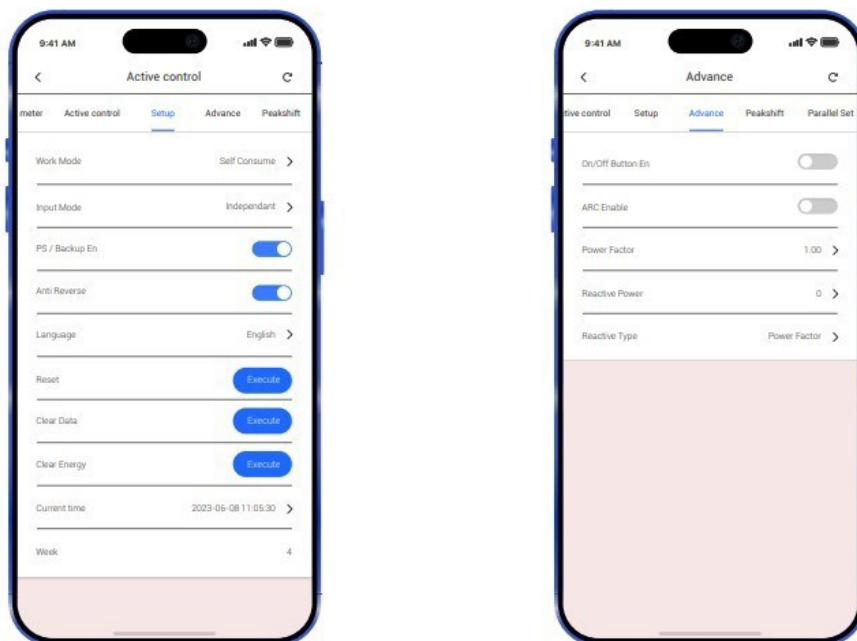 9:41 AM
Active control
meter Active control Setup Advance Peakshift
Work Mode Self Consume
Input Mode Independant
PS / Backup En
Anti Reverse
Language English
Reset Execute
Clear Data Execute
Clear Energy Execute
Current time 2023-06-08 11:05:30
Week 4
9:41 AM
Advance
tive control Setup Advance Peakshift Parallel Set
On/Off Button En
ARC Enable
Power Factor 1.00
Reactive Power 0
Reactive Type Power Factor